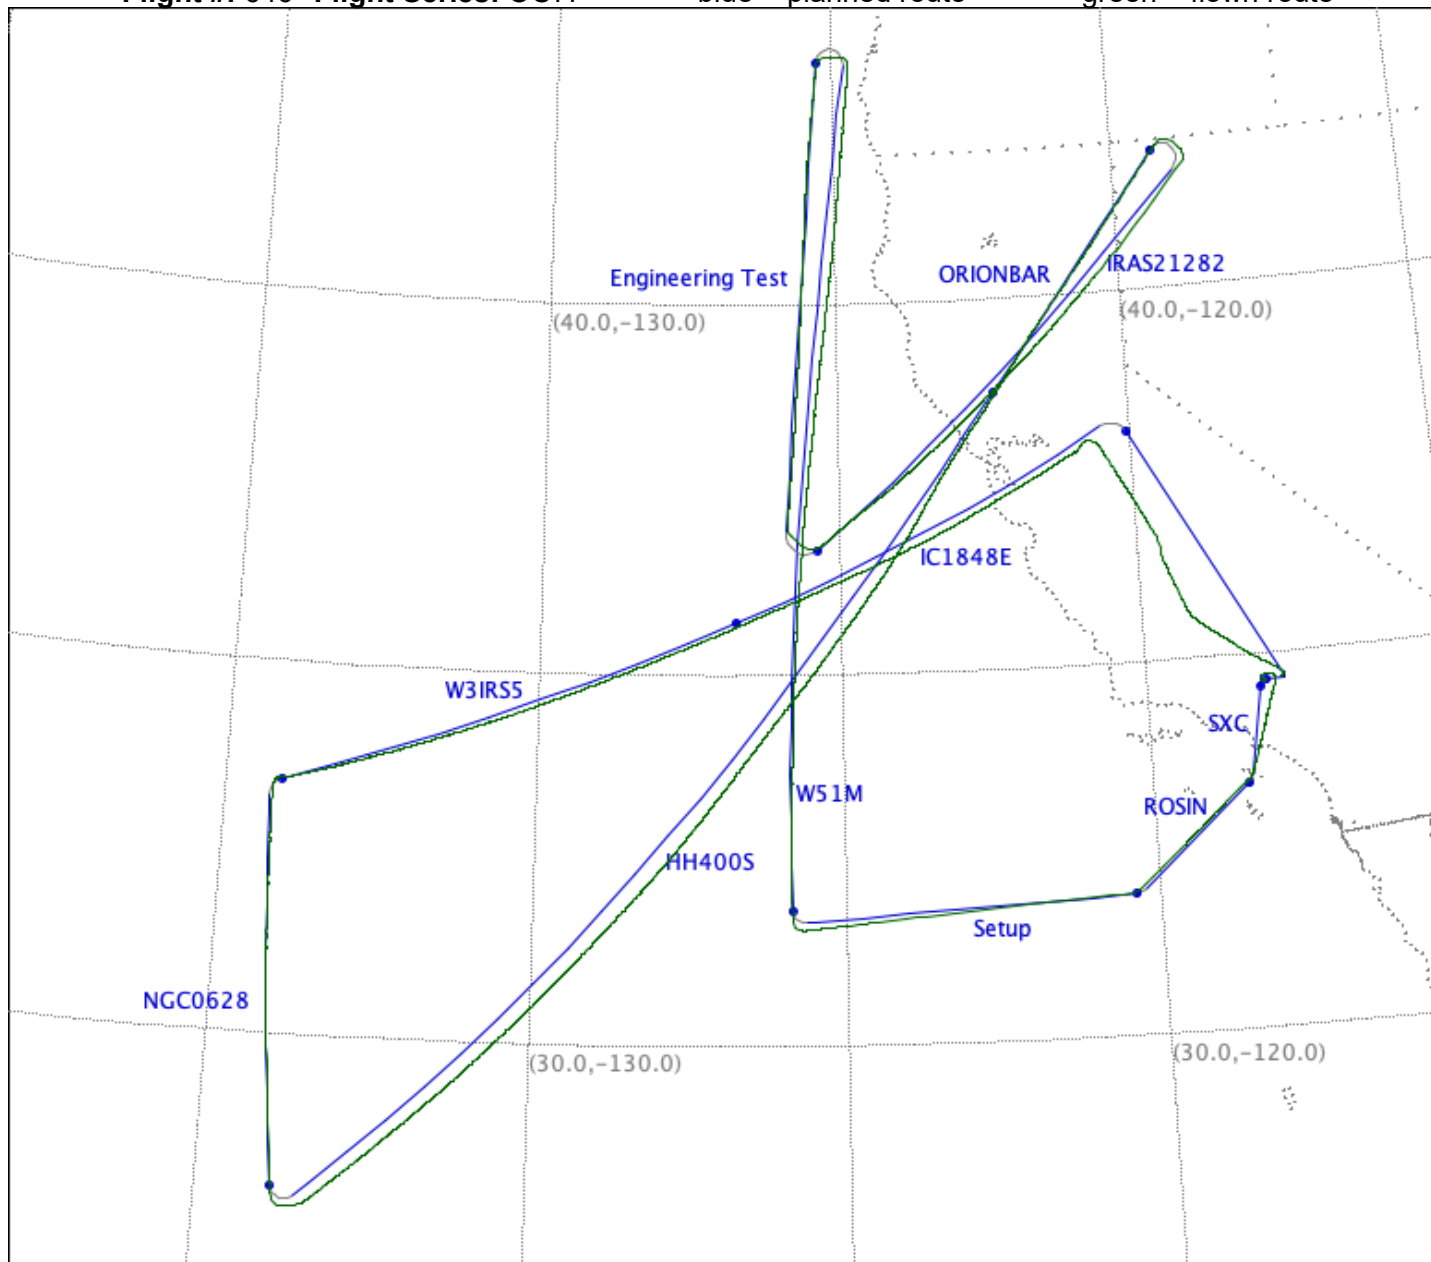 Engineering Test
ORIONBAR
IRAS21282
(40.0,-130.0)
(40.0,-120.0)
IC1848E
W3IRS5
SXC
W51M
ROSIN
HH400S
Setup
NGC0628
(30.0,-130.0)
(30.0,-120.0)